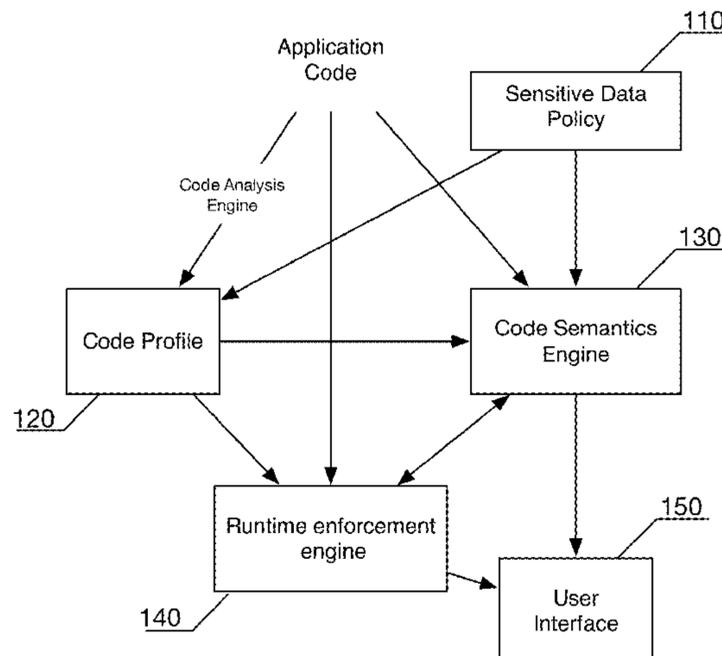 110
Application
Code
Sensitive Data
Policy
Code Analysis
Engine
130
Code Profile
Code Semantics
Engine
120
Runtime enforcement
engine
150
140
User
Interface